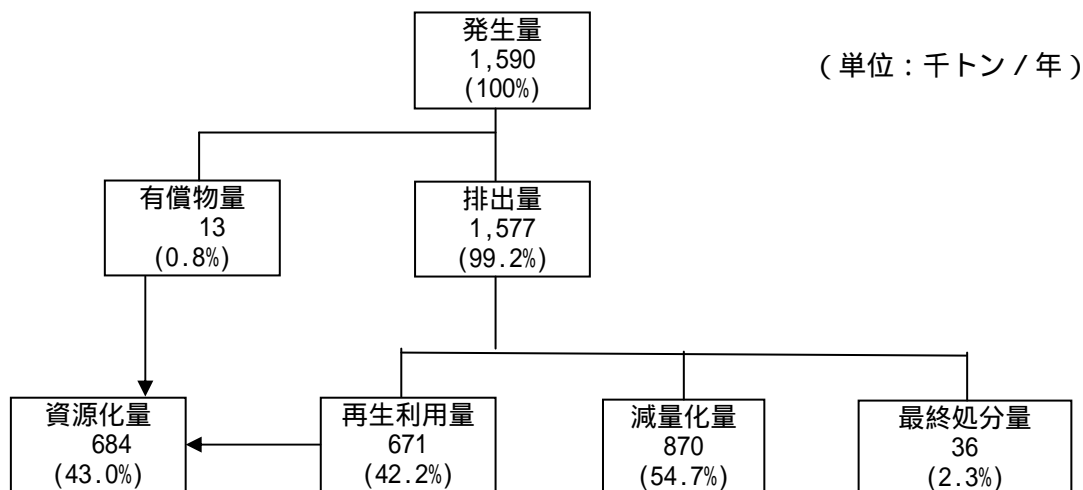 発生量
1,590
(100%)
（単位：千トン／年）
有償物量
13
(0.8%)
排出量
1,577
(99.2%)
資源化量
684
(43.0%)
再生利用量
671
(42.2%)
減量化量
870
(54.7%)
最終処分量
36
(2.3%)